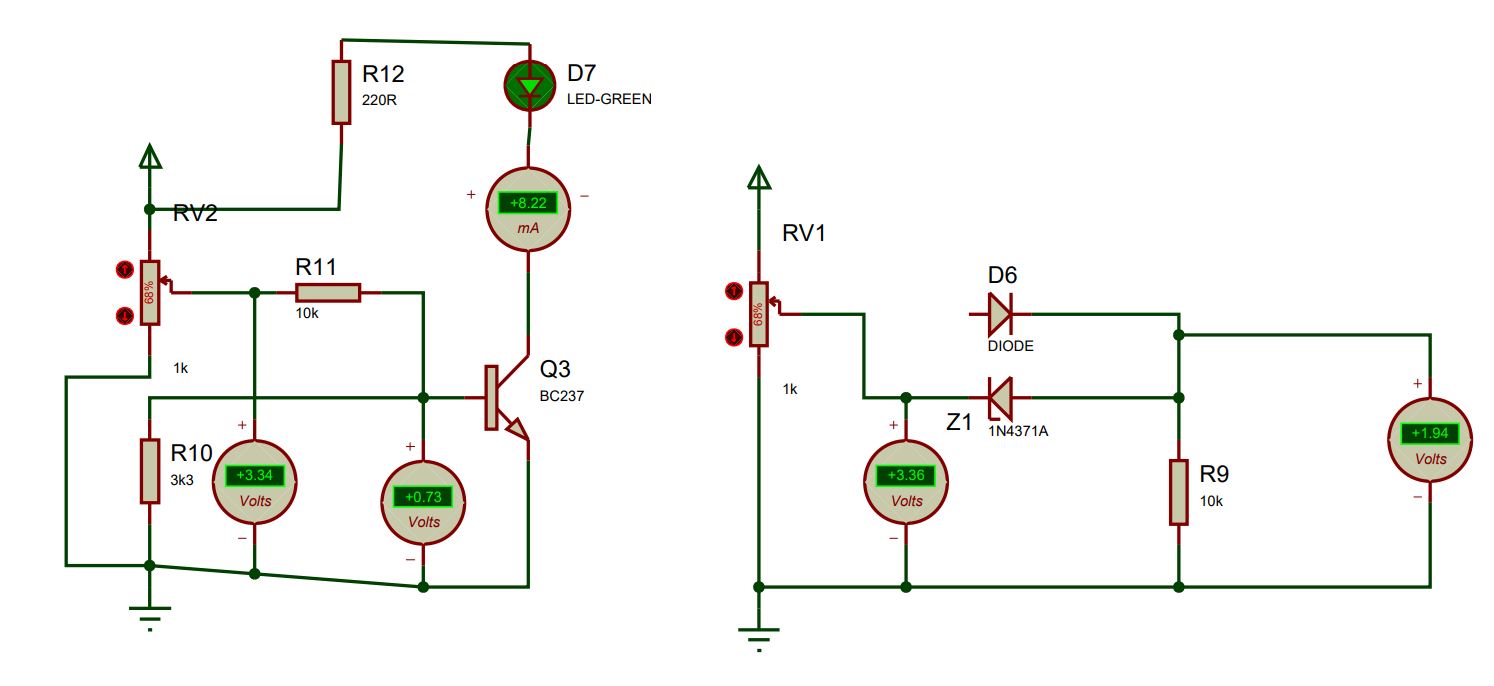 R12
220R
D7
LED-GREEN
+
+8.22
mA
−
RV2
68%
1k
R11
10k
Q3
BC237
R10
3k3
+
+3.34
Volts
−
+
+0.73
Volts
−
RV1
68%
1k
D6
DIODE
Z1
1N4371A
+
+3.36
Volts
−
R9
10k
+
+1.94
Volts
−